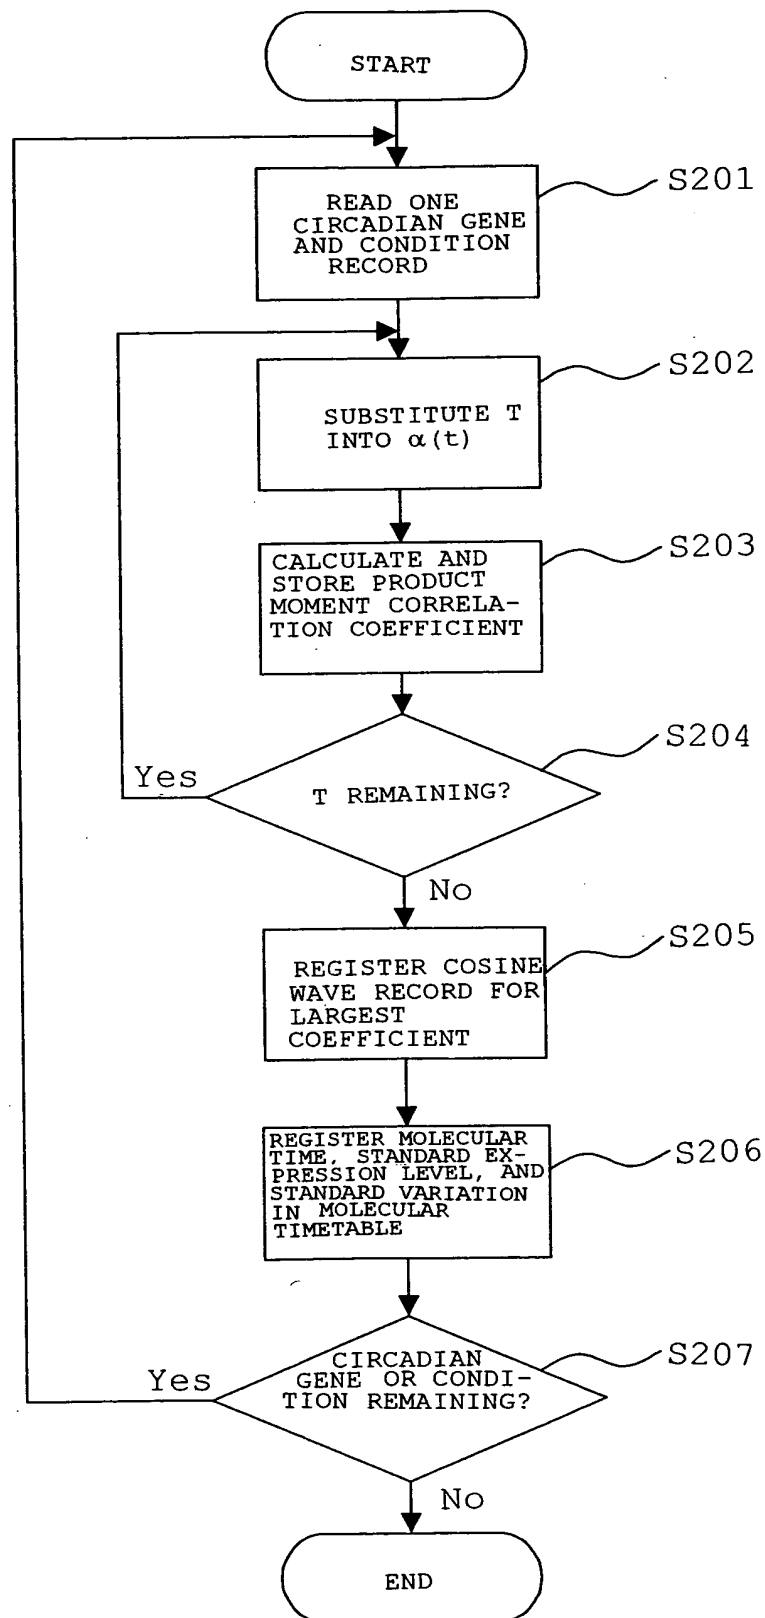 START
READ ONE
CIRCADIAN GENE
AND CONDITION
RECORD
S201
SUBSTITUTE T
INTO α(t)
S202
CALCULATE AND
STORE PRODUCT
MOMENT CORRELA-
TION COEFFICIENT
S203
T REMAINING?
S204
Yes
No
REGISTER COSINE
WAVE RECORD FOR
LARGEST
COEFFICIENT
S205
REGISTER MOLECULAR
TIME, STANDARD EX-
PRESSION LEVEL, AND
STANDARD VARIATION
IN MOLECULAR
TIMETABLE
S206
CIRCADIAN
GENE OR CONDI-
TION REMAINING?
S207
Yes
No
END